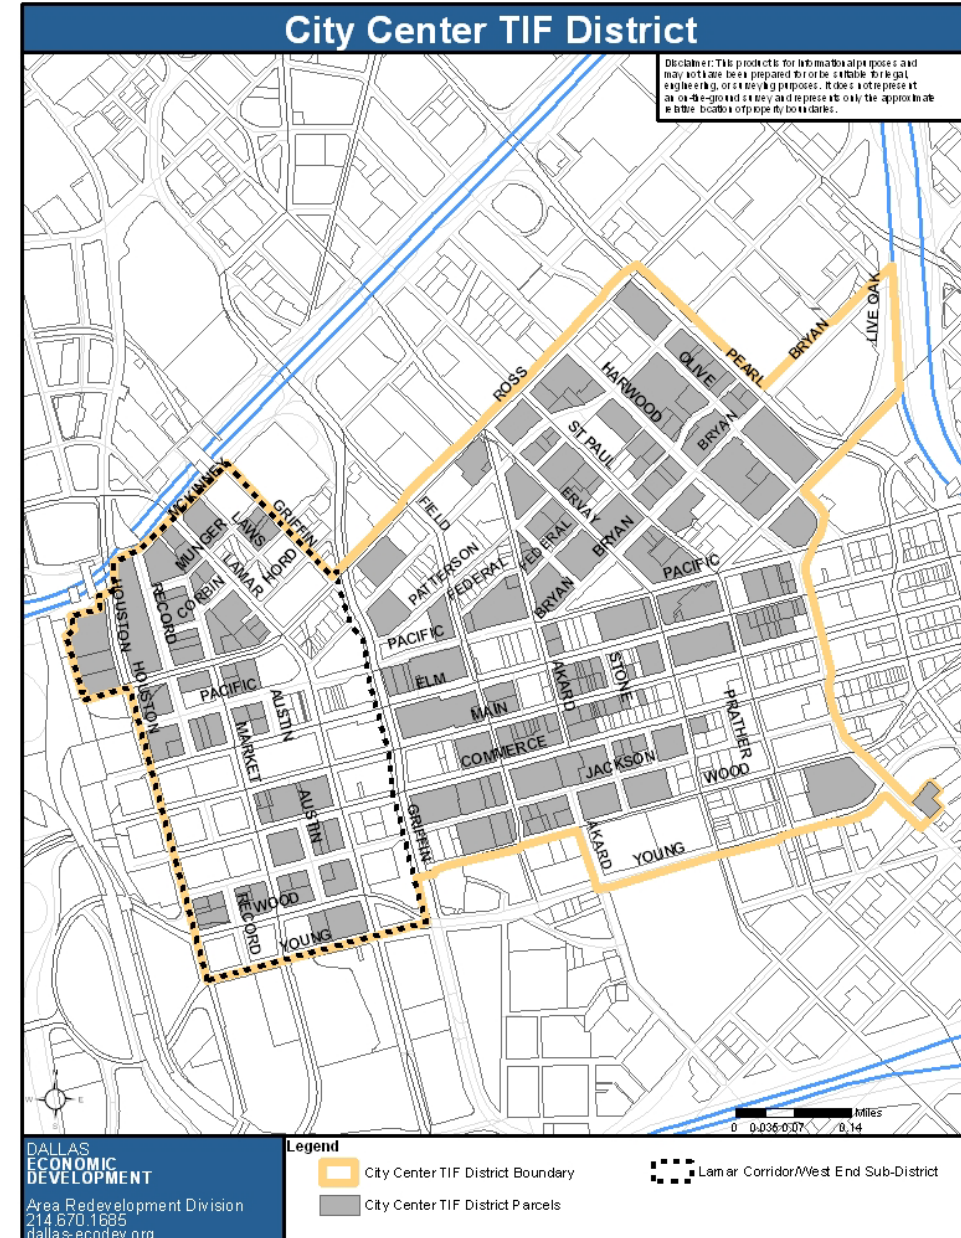 City Center TIF District
Disclaimer: This product is for informational purposes and
may not have been prepared for or be suitable for legal,
engineering, or surveying purposes. It does not represent
an on-the-ground survey and represents only the approximate
relative location of property boundaries.
LIVE OAK
BRYAN
PEARL
OLIVE
ROSS
HARWOOD
BRYAN
ST PAUL
MCKINNEY
GRIFFIN
FIELD
ERVAY
LAWS
MUNGER
FEDERAL
BRYAN
HORD
LAMAR
PATTERSON
FEDERAL
PACIFIC
CORBIN
RECORD
HOUSTON
BRYAN
PACIFIC
HOUSTON
PACIFIC
ELM
AKARD
STONE
AUSTIN
MAIN
PRATHER
MARKET
COMMERCE
JACKSON
WOOD
AUSTIN
GRIFFIN
AKARD
YOUNG
WOOD
RECORD
YOUNG
N
W
E
S
Miles
0 0.035 0.07 0.14
DALLAS
ECONOMIC
DEVELOPMENT
Area Redevelopment Division
214.670.1685
dallas-ecodev.org
Legend
City Center TIF District Boundary
Lamar Corridor/West End Sub-District
City Center TIF District Parcels